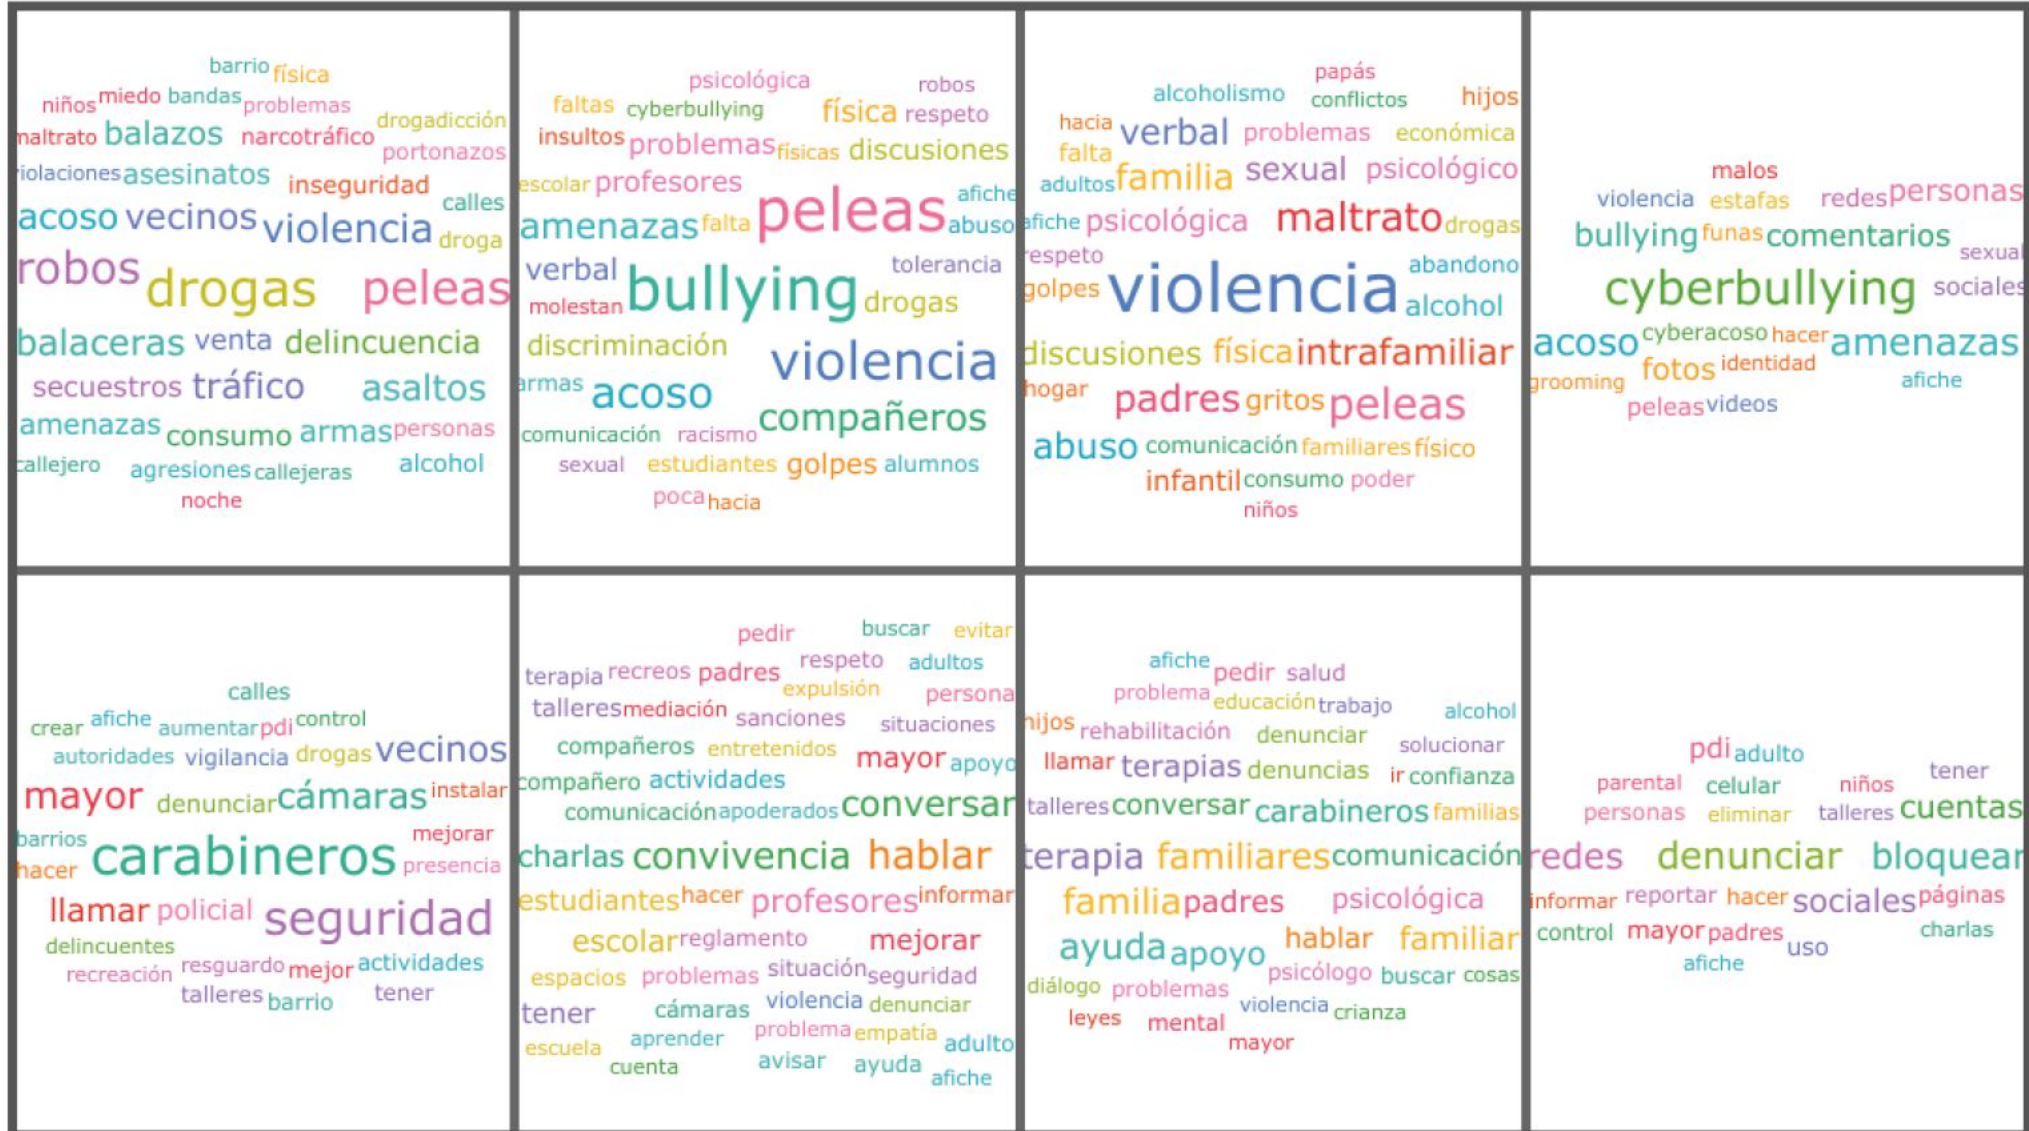 barrio física
niños miedo bandas problemas
maltrato balazos narcotráfico drogadicción
portonazos
violaciones asesinatos inseguridad
calles
acoso vecinos violencia droga
robos drogas peleas
balaceras venta delincuencia
secuestros tráfico asaltos
amenazas consumo armas personas
callejero agresiones callejeras alcohol
noche
psicológica robos
faltas cyberbullying física respeto
insultos problemas físicas discusiones
escolar profesores peleas afiche
amenazas falta abuso
verbal bullying tolerancia
molestan drogas
discriminación violencia
armas acoso compañeros
comunicación racismo
sexual estudiantes golpes alumnos
poca hacia
papás
alcoholismo conflictos hijos
hacia verbal problemas económica
falta
adultos familia sexual psicológico
afiche psicológica maltrato drogas
respeto abandono
golpes violencia alcohol
discusiones física intrafamiliar
hogar padres gritos peleas
abuso comunicación familiares físico
infantil consumo poder
niños
malos
violencia estafas redes personas
bullying funas comentarios
sexual
cyberbullying sociales
acoso cyberacoso hacer amenazas
grooming fotos identidad afiche
peleas videos
calles
crear afiche aumentar pdi control
autoridades vigilancia drogas vecinos
mayor denunciar cámaras instalar
barrios mejorar
hacer carabineros presencia
llamar policial seguridad
delincuentes
recreación resguardo mejor actividades
talleres barrio tener
pedir buscar evitar
terapia recreos padres respeto adultos
expulsión persona
talleres mediación sanciones situaciones
compañeros entretenidos mayor apoyo
compañero actividades
comunicación apoderados conversar
charlas convivencia hablar
estudiantes hacer profesores informar
escolar reglamento mejorar
espacios problemas situación seguridad
tener cámaras violencia denunciar
aprender problema empatía
escuela avisar ayuda adulto
cuenta afiche
afiche pedir salud
problema educación trabajo
hijos rehabilitación denunciar alcohol
solucionar
llamar terapias denuncias ir confianza
talleres conversar carabineros familias
terapia familiares comunicación
familia padres psicológica
ayuda apoyo hablar familiar
diálogo problemas psicólogo buscar cosas
leyes mental violencia crianza
mayor
pdi adulto
parental celular niños tener
personas eliminar talleres cuentas
redes denunciar bloquear
informar reportar hacer sociales páginas
control mayor padres uso charlas
afiche